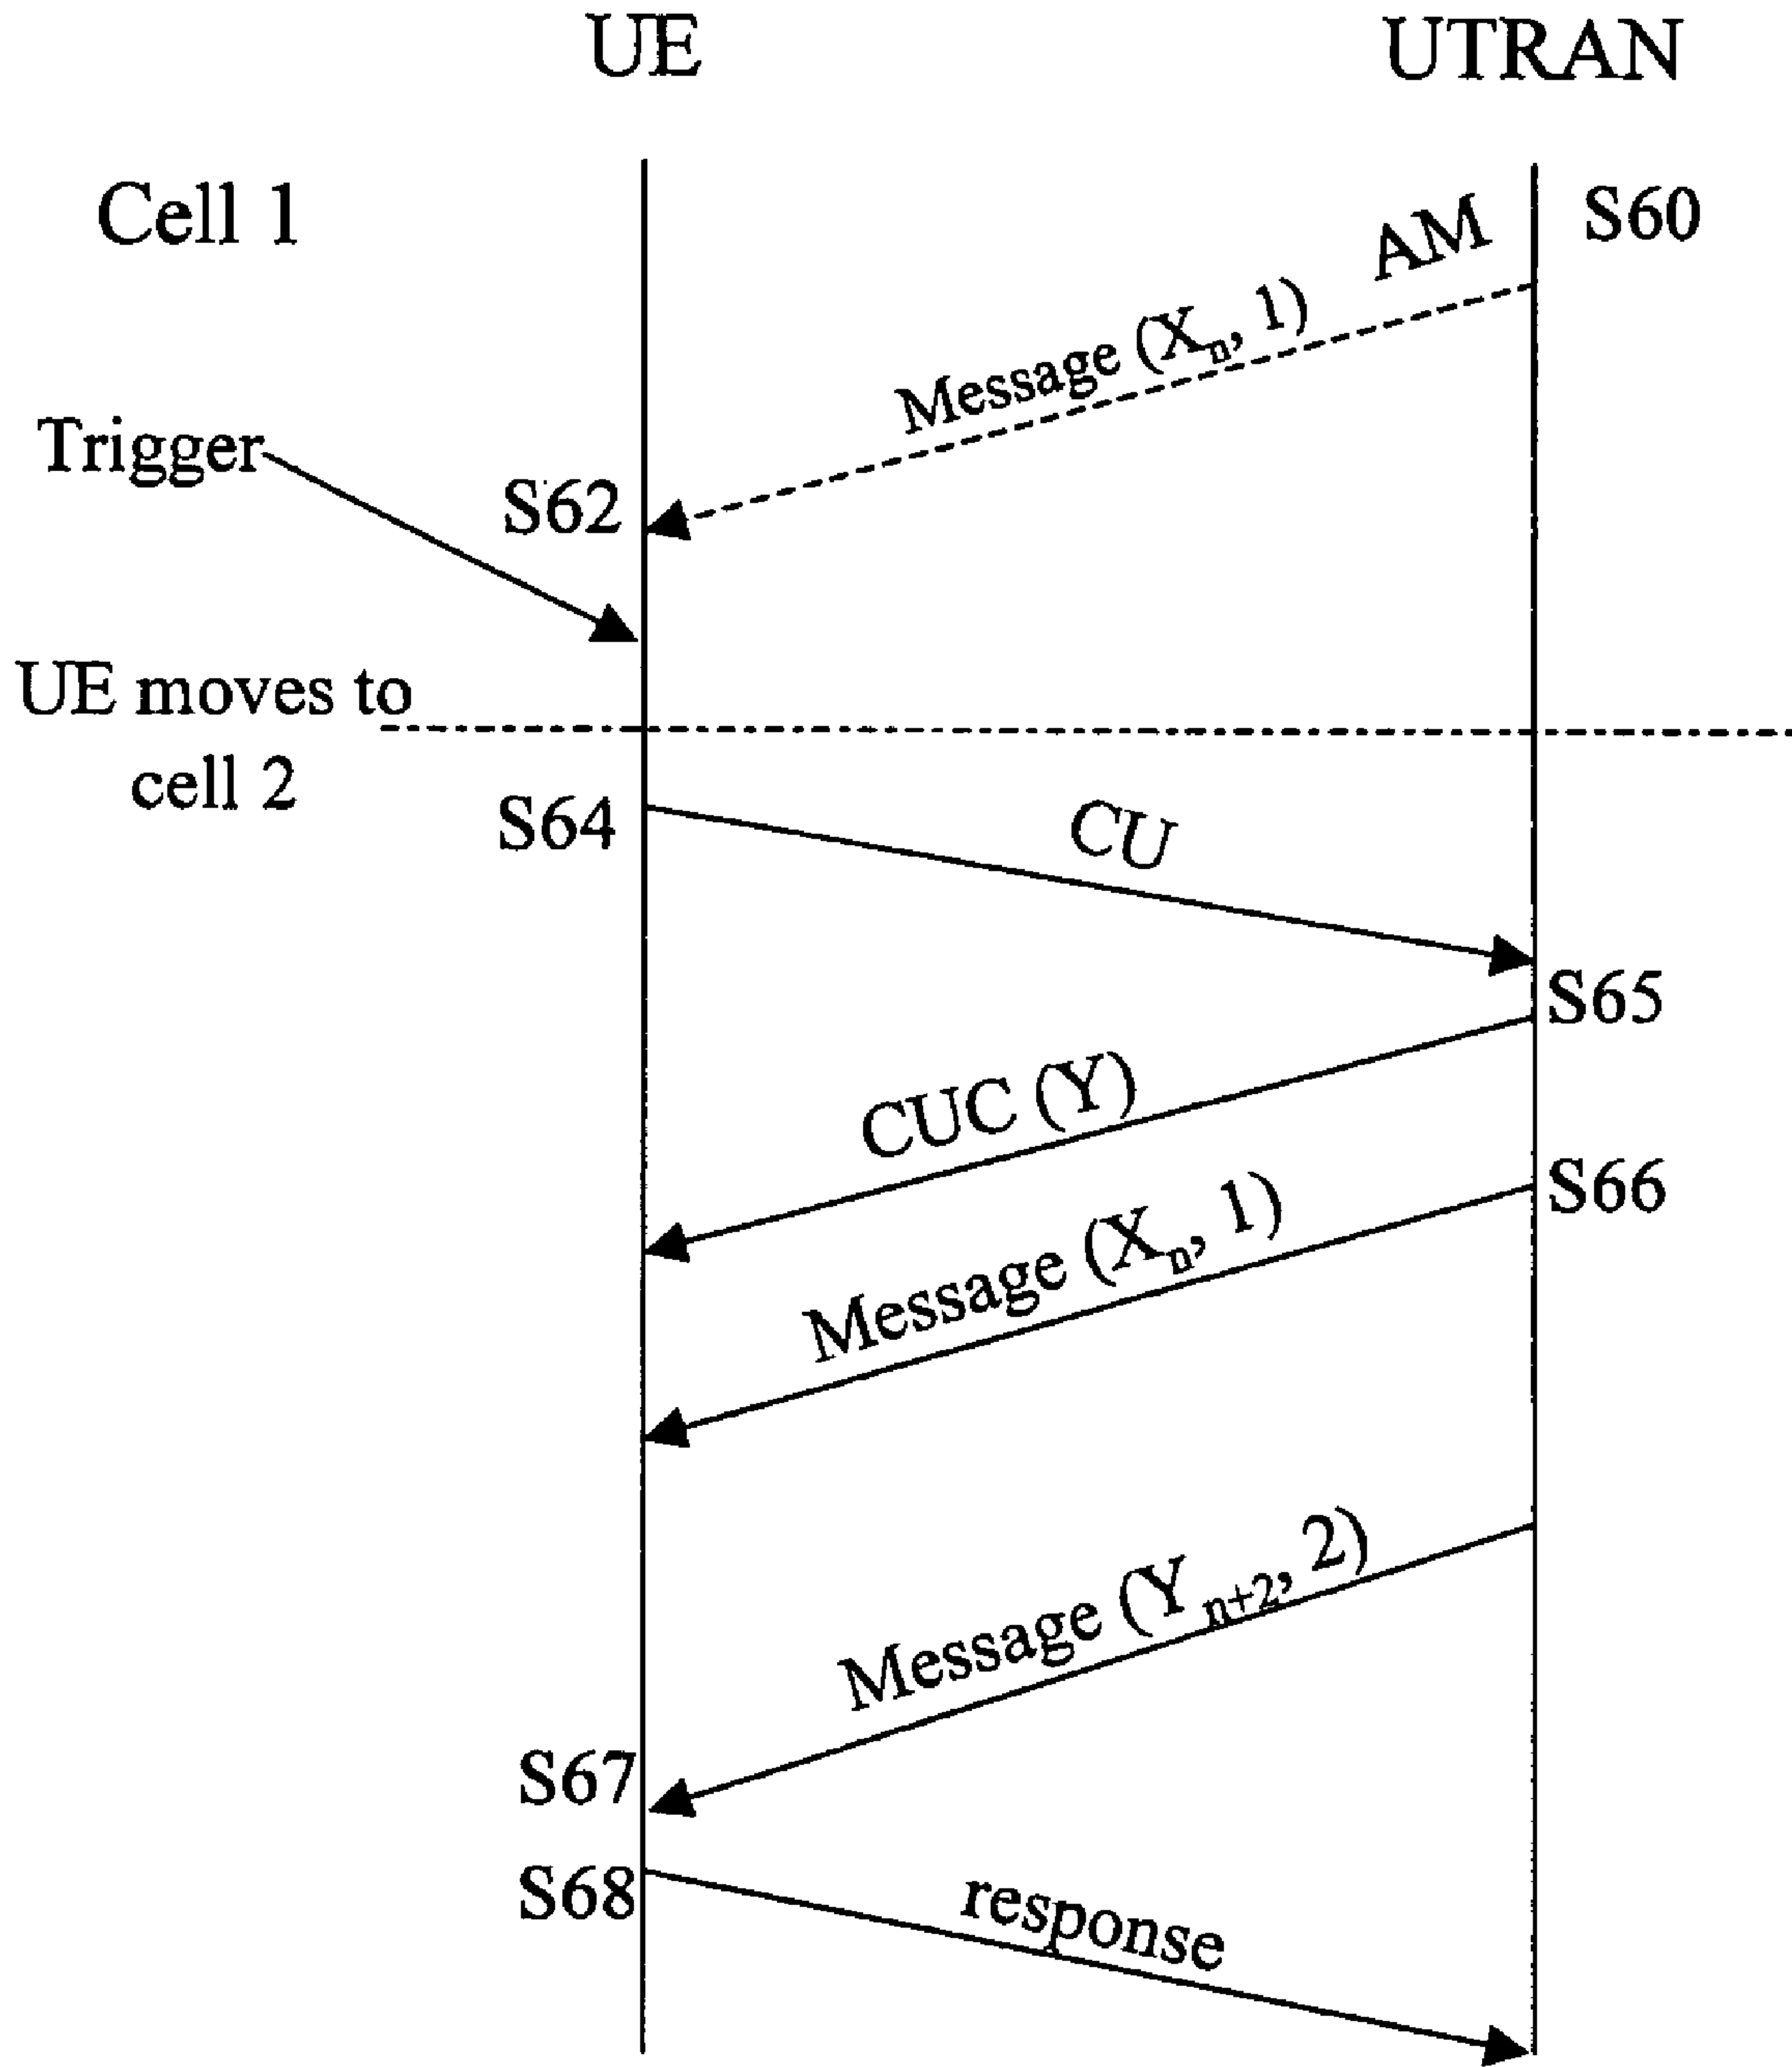 UE
UTRAN
Cell 1
S60
AM
Message (Xn, 1)
Trigger
S62
UE moves to
cell 2
S64
CU
S65
CUC (Y)
S66
Message (Xn, 1)
Message (Yn+2, 2)
S67
S68
response